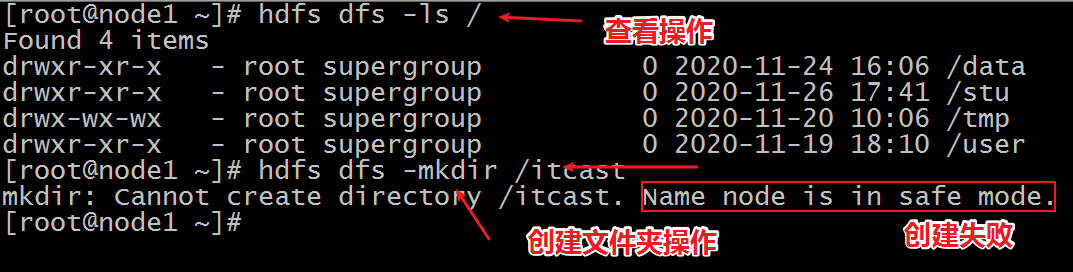 [root@node1 ~]# hdfs dfs -ls /
查看操作
Found 4 items
drwxr-xr-x   - root supergroup          0 2020-11-24 16:06 /data
drwxr-xr-x   - root supergroup          0 2020-11-26 17:41 /stu
drwx-wx-wx   - root supergroup          0 2020-11-20 10:06 /tmp
drwxr-xr-x   - root supergroup          0 2020-11-19 18:10 /user
[root@node1 ~]# hdfs dfs -mkdir /itcast
mkdir: Cannot create directory /itcast. Name node is in safe mode.
[root@node1 ~]#
创建文件夹操作
创建失败